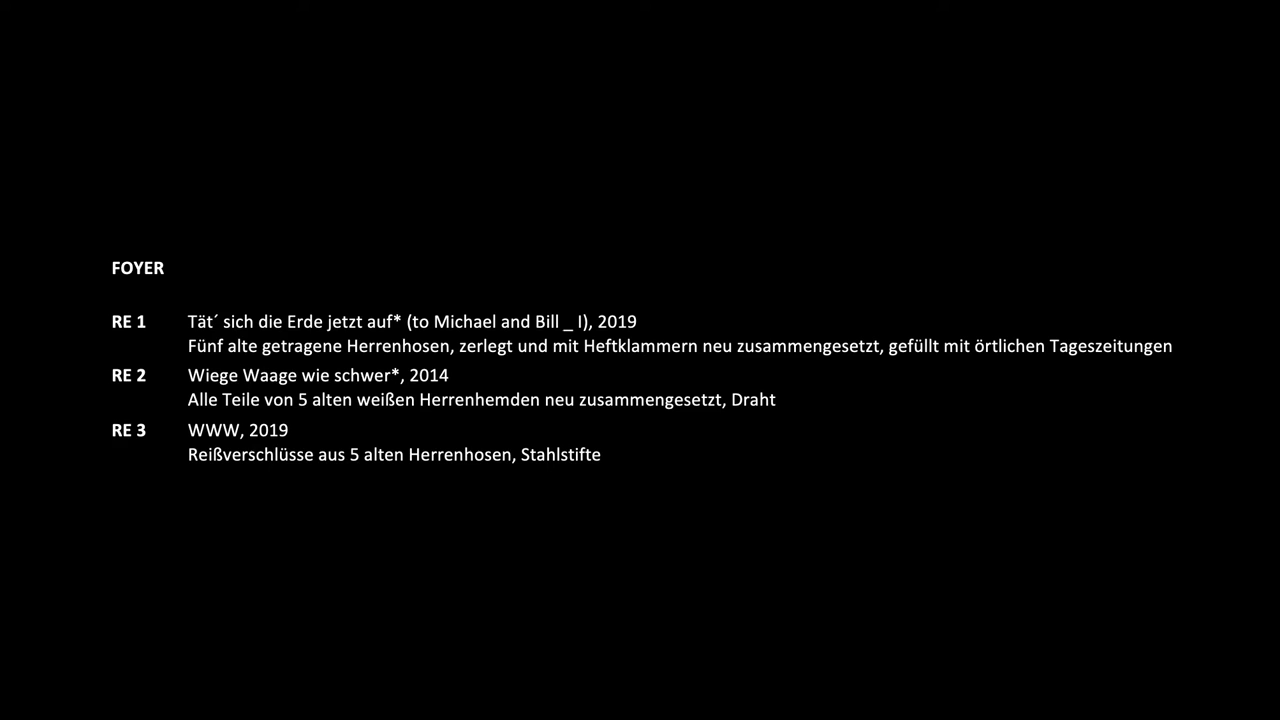 FOYER
RE 1 Tät´ sich die Erde jetzt auf* (to Michael and Bill _ I), 2019
Fünf alte getragene Herrenhosen, zerlegt und mit Heftklammern neu zusammengesetzt, gefüllt mit örtlichen Tageszeitungen
RE 2 Wiege Waage wie schwer*, 2014
Alle Teile von 5 alten weißen Herrenhemden neu zusammengesetzt, Draht
RE 3 WWW, 2019
Reißverschlüsse aus 5 alten Herrenhosen, Stahlstifte